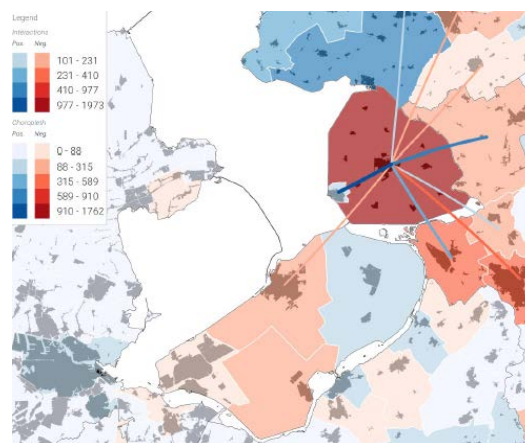 Legend
Interactions
Pos. Neg.
101 - 231
231 - 410
410 - 977
977 - 1973
Choropleth
Pos. Neg.
0 - 88
88 - 315
315 - 589
589 - 910
910 - 1762